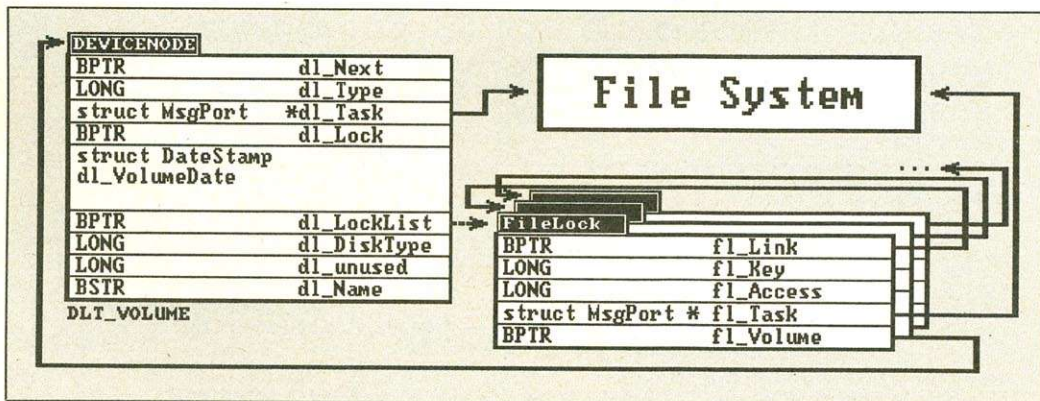 DEVICENODE
BPTR dl_Next
LONG dl_Type
struct MsgPort *dl_Task
BPTR dl_Lock
struct DateStamp
dl_VolumeDate
BPTR dl_LockList
LONG dl_DiskType
LONG dl_unused
BSTR dl_Name
DLT_VOLUME
File System
...
FileLock
BPTR fl_Link
LONG fl_Key
LONG fl_Access
struct MsgPort * fl_Task
BPTR fl_Volume